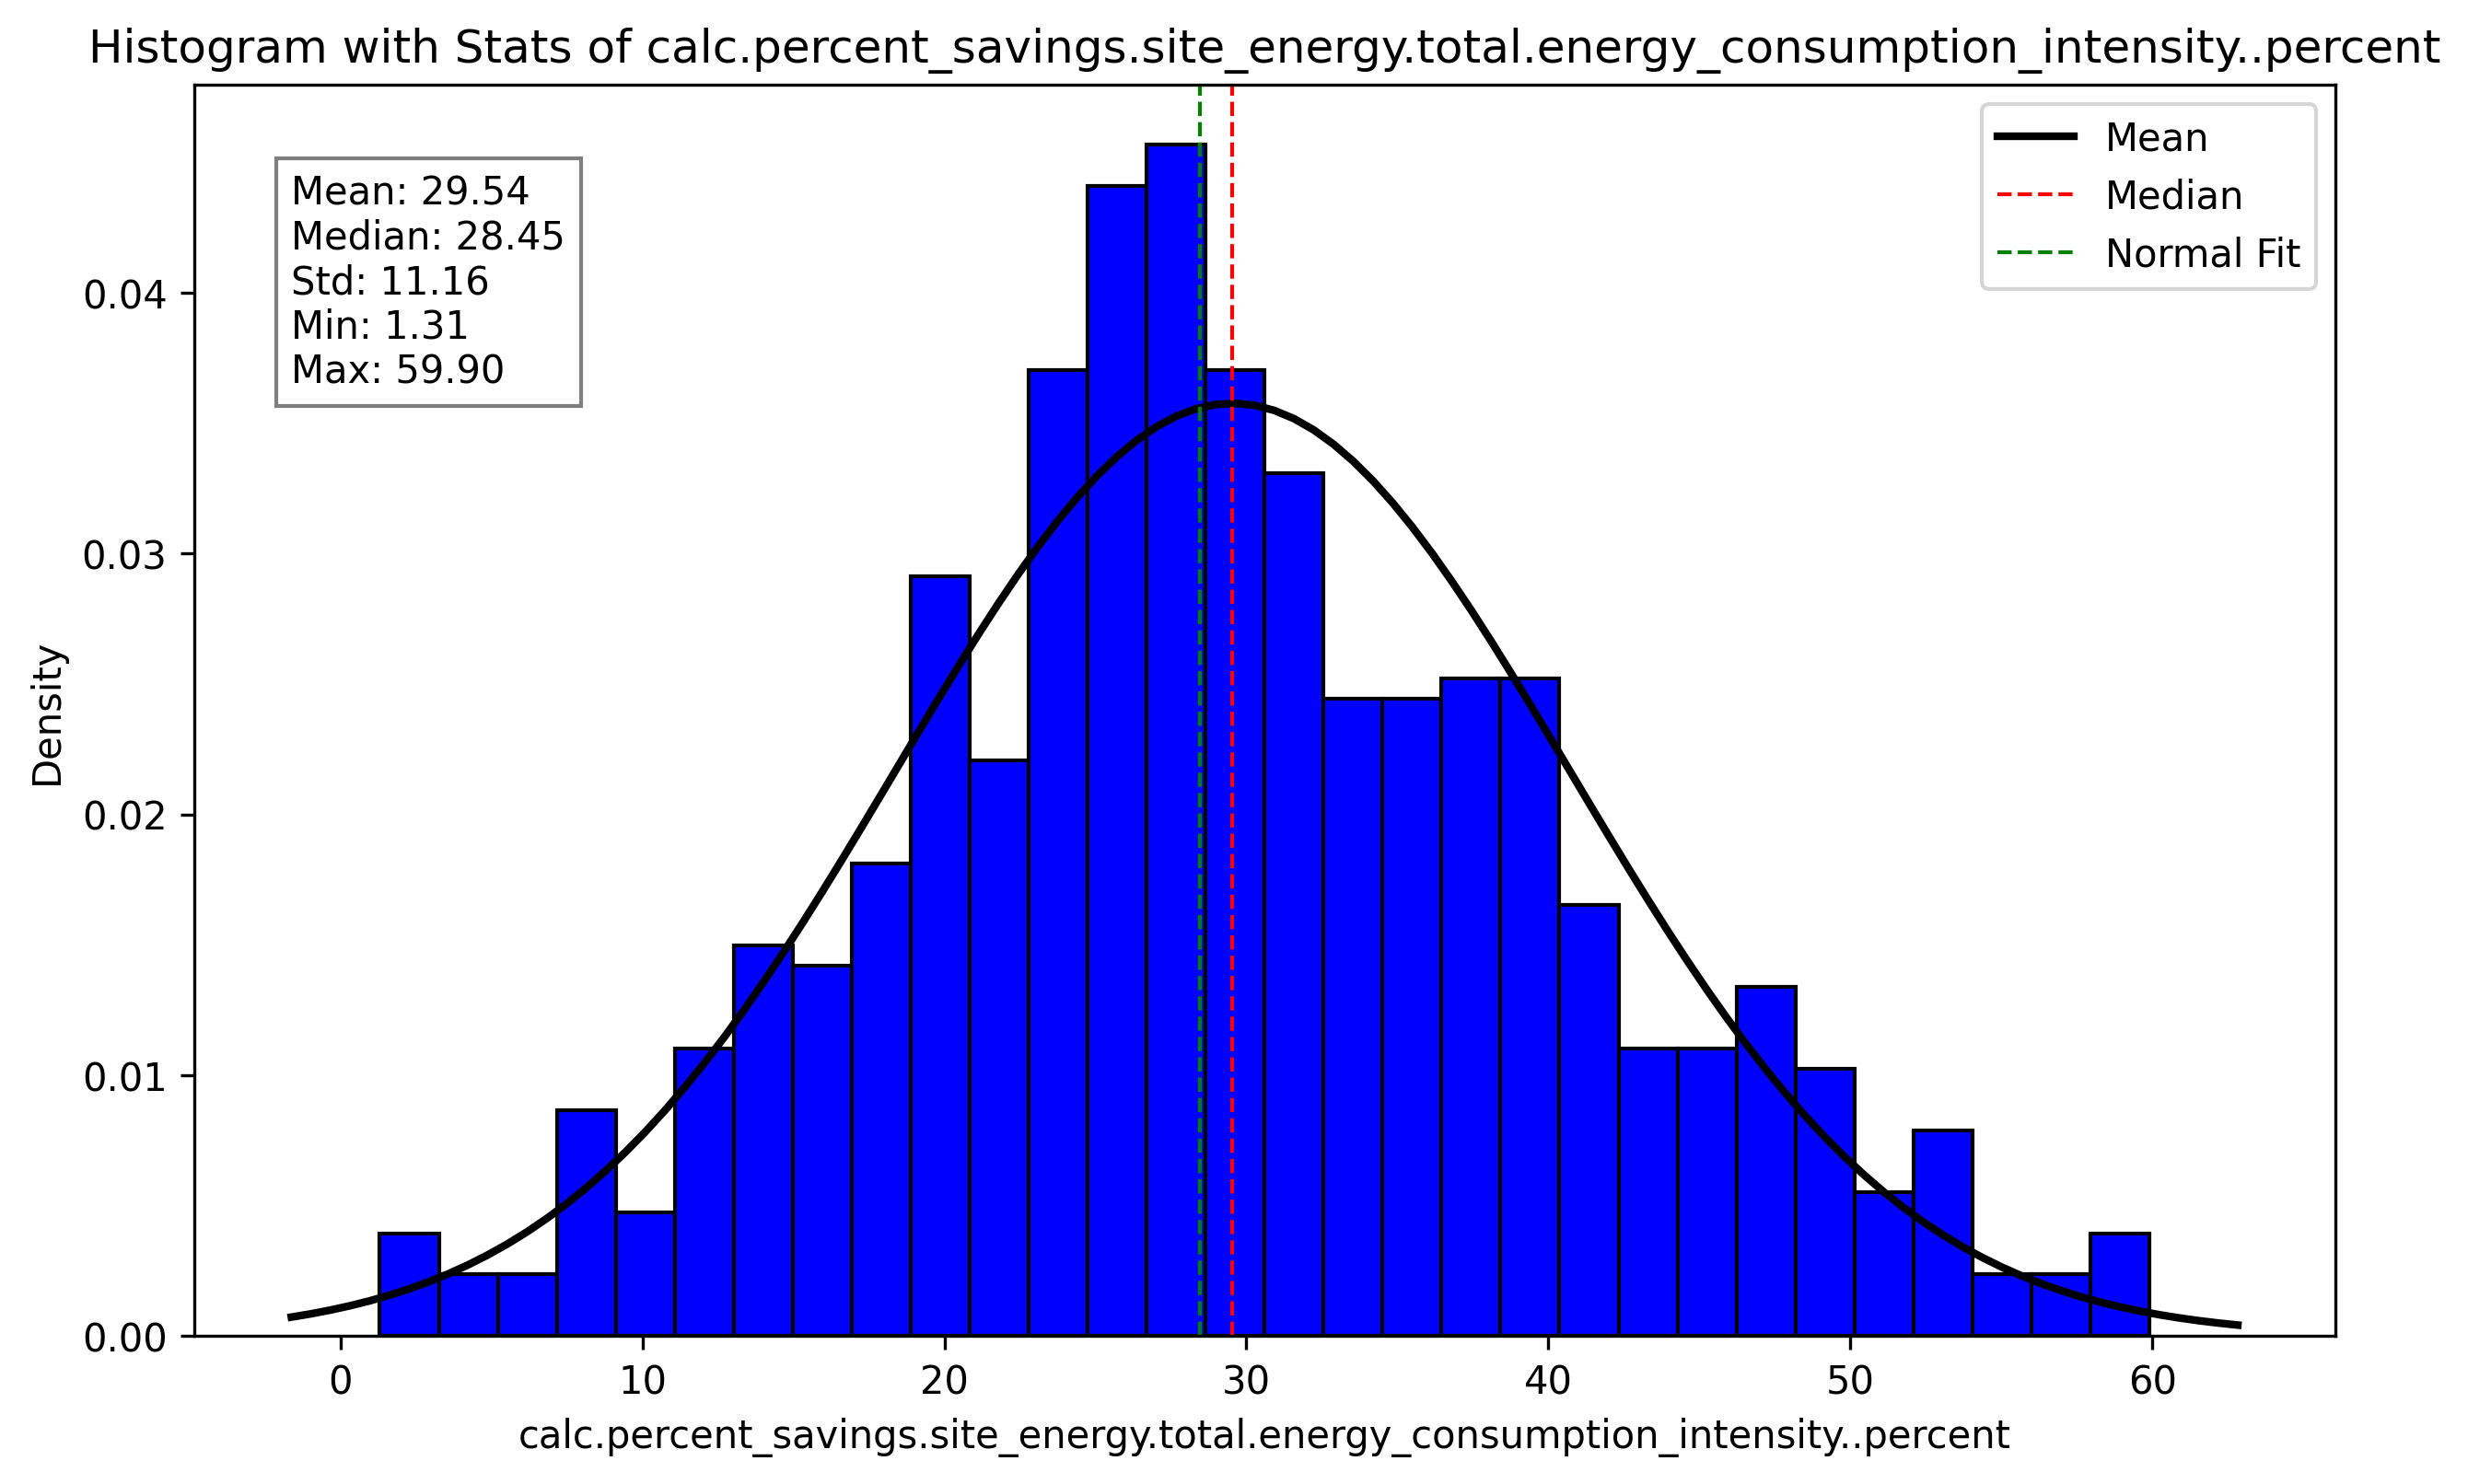 Histogram with Stats of calc.percent_savings.site_energy.total.energy_consumption_intensity..percent
Mean: 29.54
Median: 28.45
Std: 11.16
Min: 1.31
Max: 59.90
Mean
Median
Normal Fit
Density
0.04
0.03
0.02
0.01
0.00
0 10 20 30 40 50 60
calc.percent_savings.site_energy.total.energy_consumption_intensity..percent